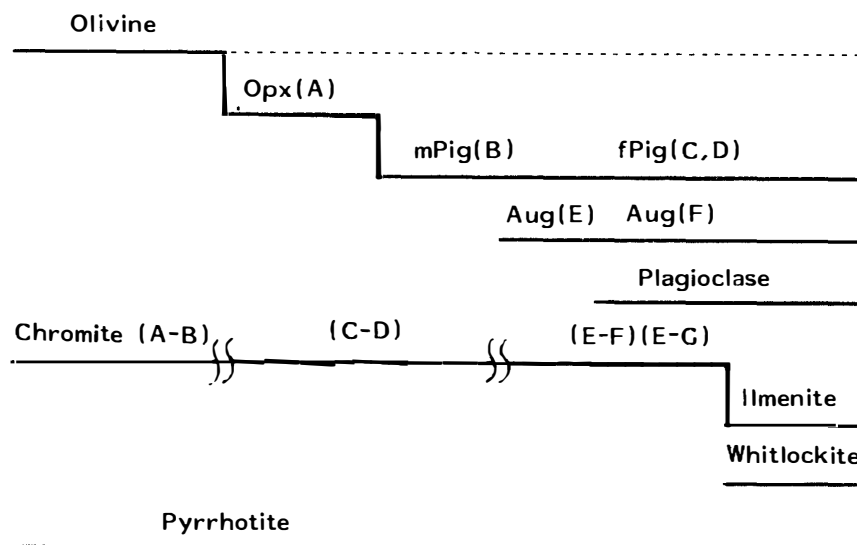 Olivine
Opx(A)
mPig(B) fPig(C,D)
Aug(E) Aug(F)
Plagioclase
Chromite (A-B) (C-D) (E-F)(E-G)
Ilmenite
Whitlockite
Pyrrhotite